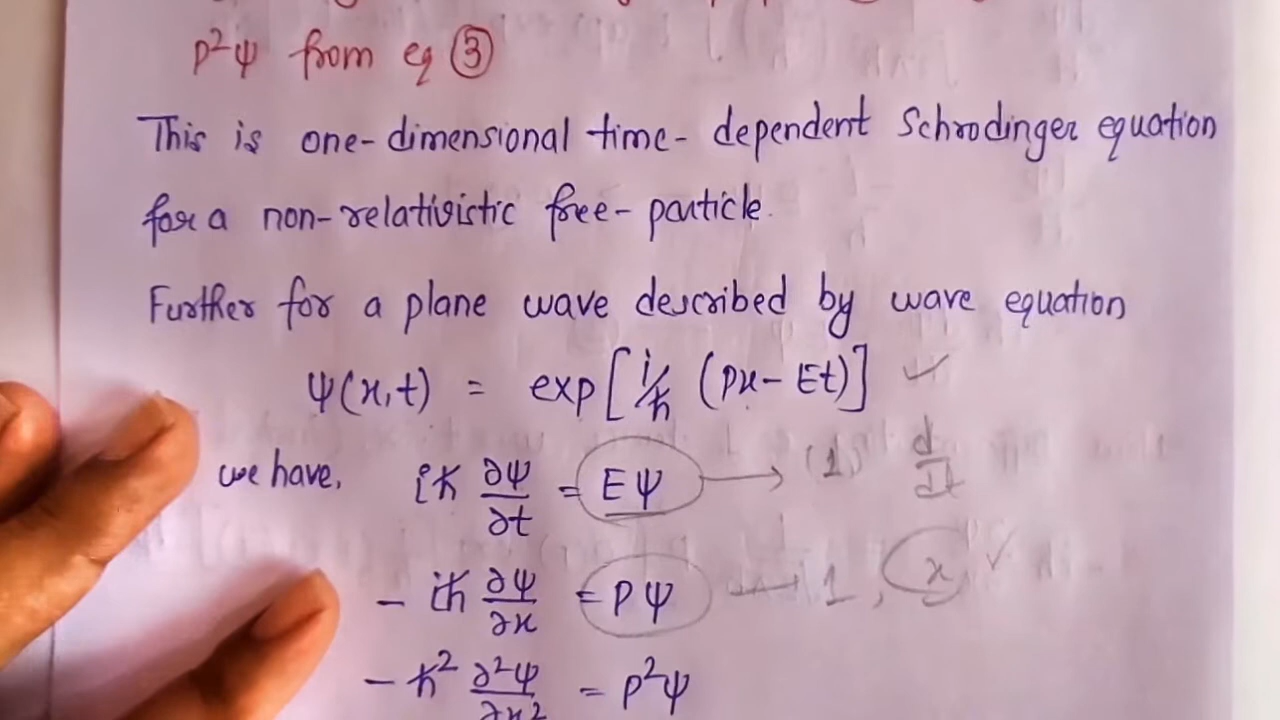 p²ψ from eq ③
This is one-dimensional time-dependent Schrodinger equation
for a non-relativistic free-particle.
Further for a plane wave described by wave equation
ψ(x,t) = exp[i/ℏ (px - Et)] ✓
we have, iℏ ∂ψ/∂t = Eψ → (1) d/dt
- iℏ ∂ψ/∂x = pψ → 1, x ✓
- ℏ² ∂²ψ/∂x² = p²ψ